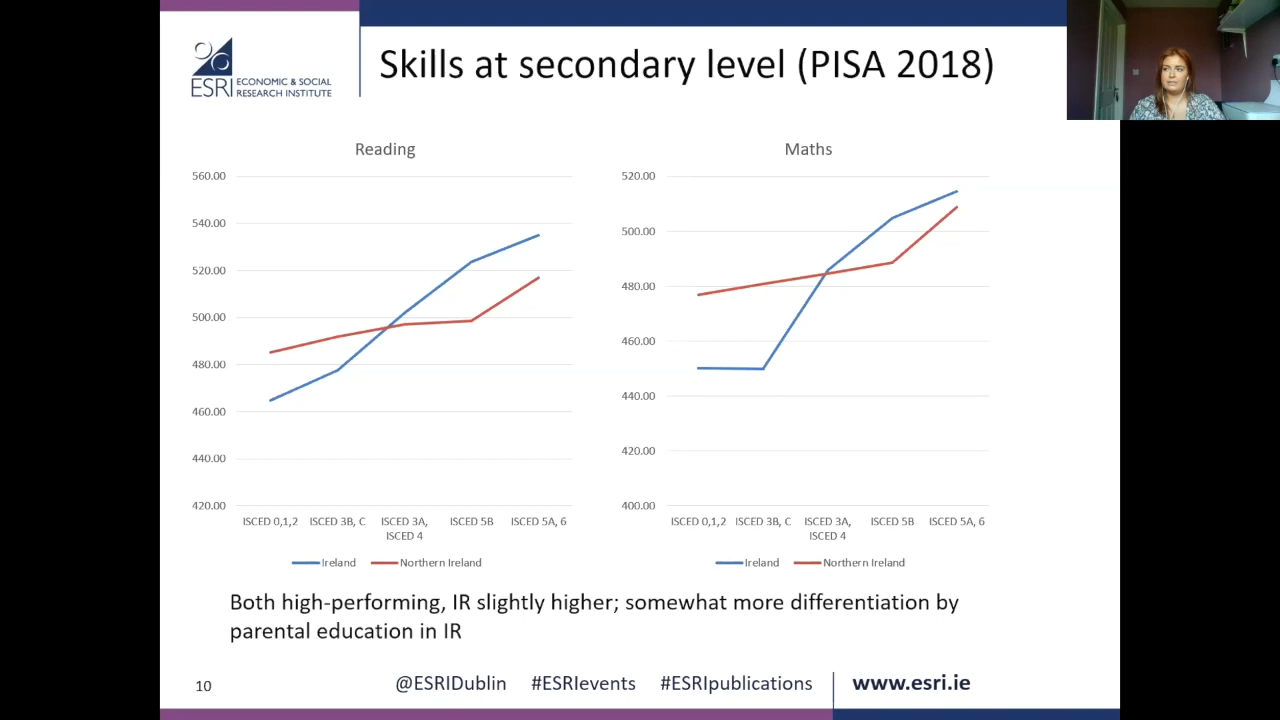 ESRI
ECONOMIC & SOCIAL
RESEARCH INSTITUTE
Skills at secondary level (PISA 2018)
Reading
560.00
540.00
520.00
500.00
480.00
460.00
440.00
420.00
ISCED 0,1,2 ISCED 3B, C ISCED 3A, ISCED 5B ISCED 5A, 6
ISCED 4
Ireland Northern Ireland
Maths
520.00
500.00
480.00
460.00
440.00
420.00
400.00
ISCED 0,1,2 ISCED 3B, C ISCED 3A, ISCED 5B ISCED 5A, 6
ISCED 4
Ireland Northern Ireland
Both high-performing, IR slightly higher; somewhat more differentiation by
parental education in IR
10 @ESRIDublin #ESRIevents #ESRIpublications www.esri.ie